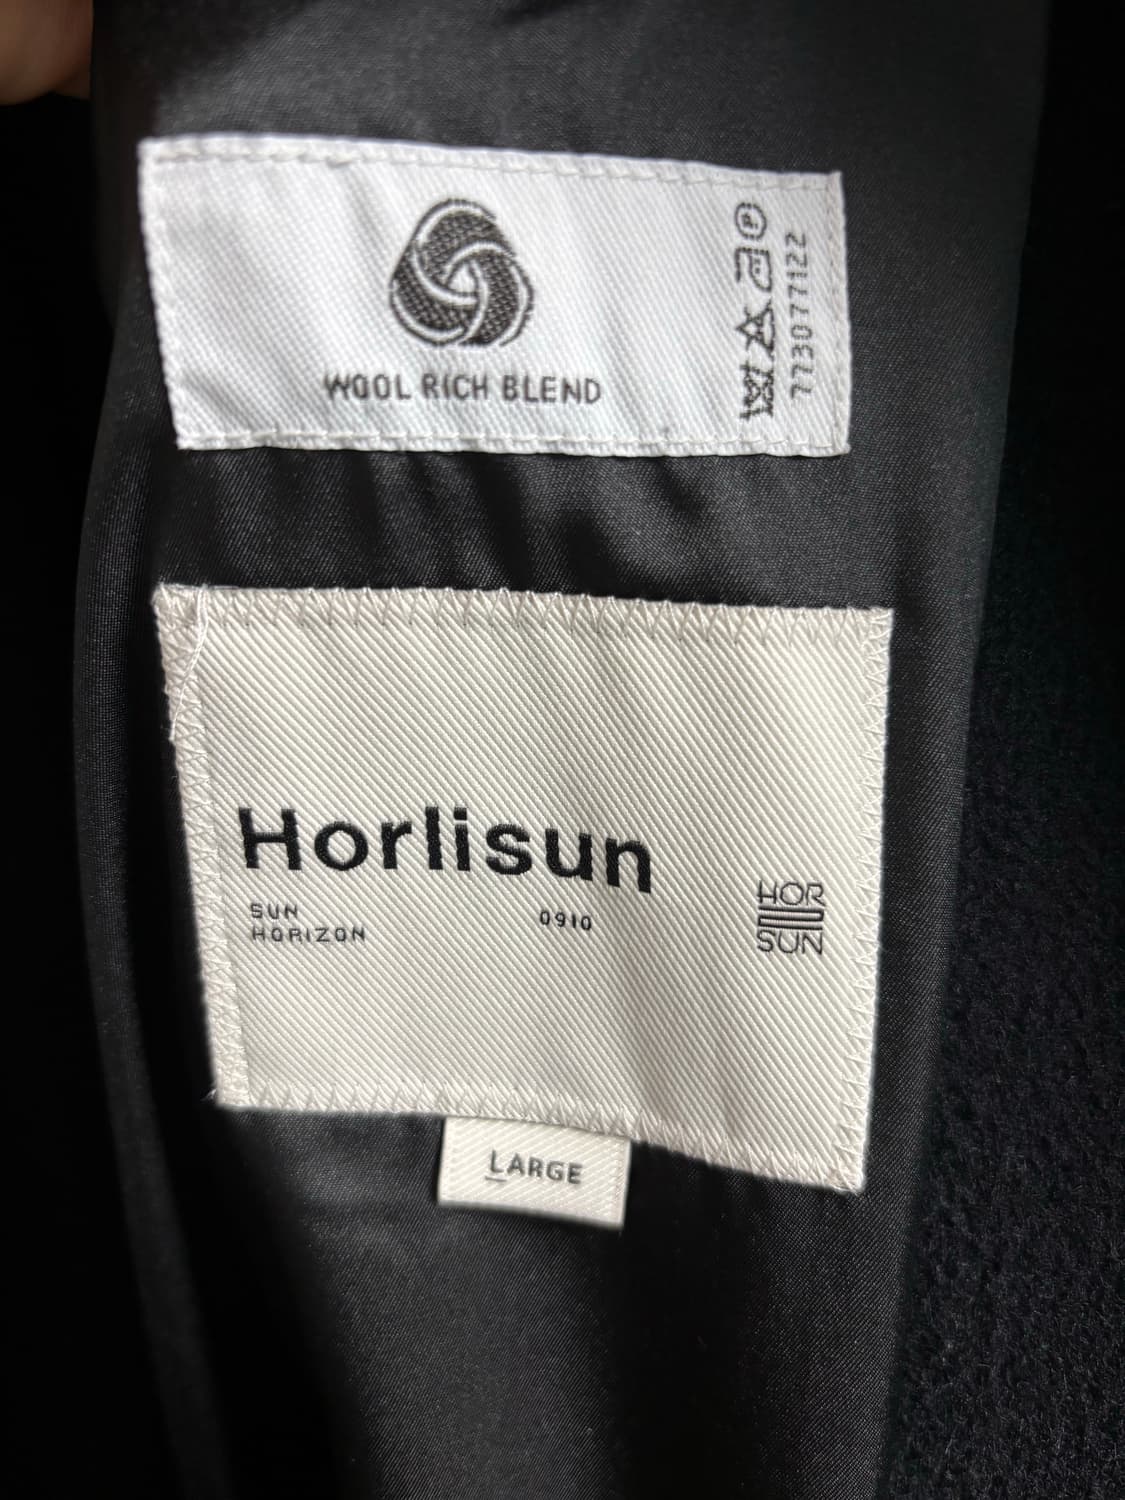 WOOL RICH BLEND
773077122
Horlisun
SUN
HORIZON
0910
HOR
SUN
LARGE